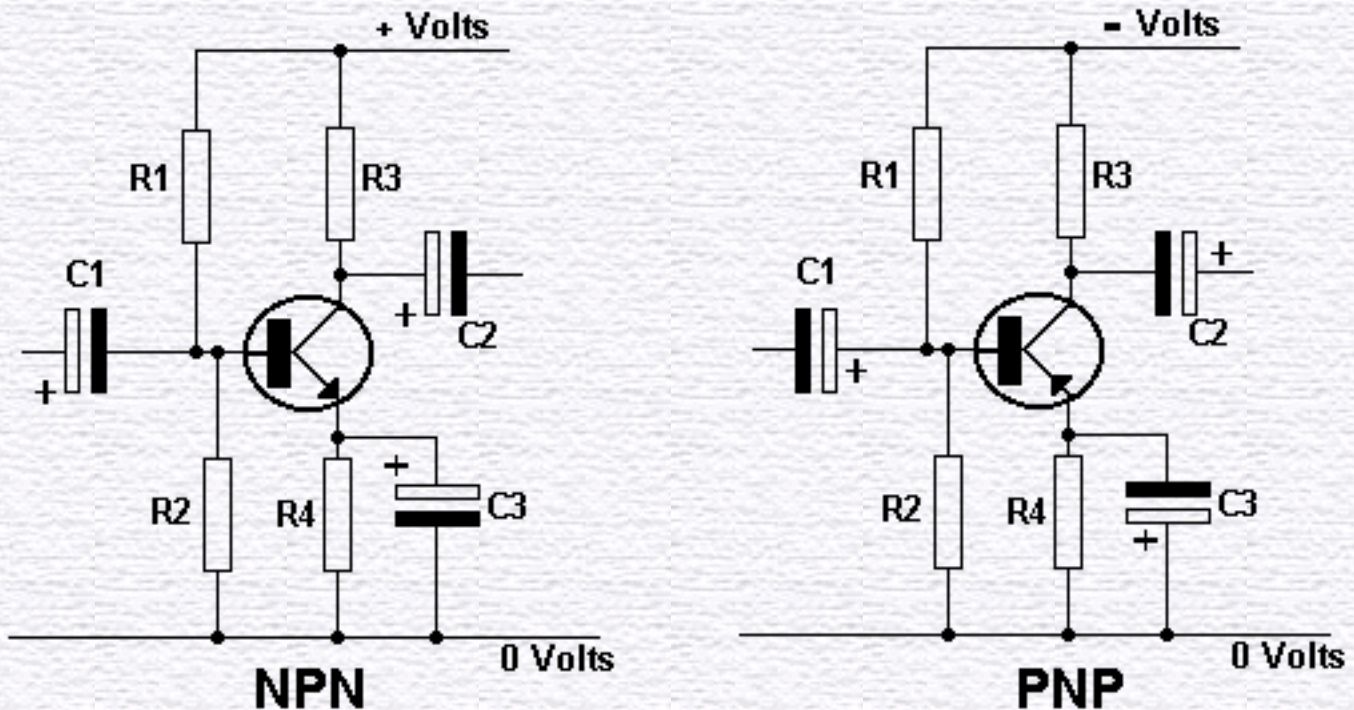 + Volts
R1
R3
C1
+
+
C2
+
R2
R4
C3
0 Volts
NPN
- Volts
R1
R3
C1
+
+
C2
R2
R4
C3
+
0 Volts
PNP